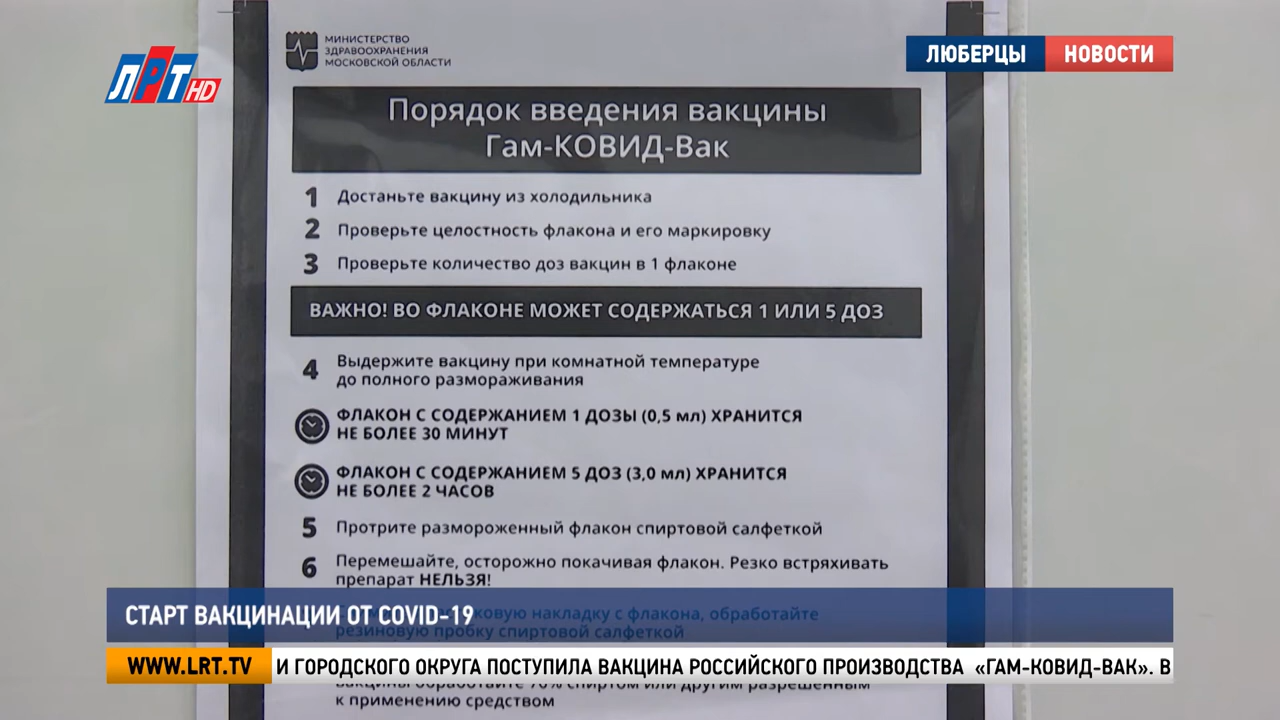 МИНИСТЕРСТВО
ЗДРАВООХРАНЕНИЯ
МОСКОВСКОЙ ОБЛАСТИ
ЛРТ HD
ЛЮБЕРЦЫ НОВОСТИ
Порядок введения вакцины
Гам-КОВИД-Вак
1 Достаньте вакцину из холодильника
2 Проверьте целостность флакона и его маркировку
3 Проверьте количество доз вакцин в 1 флаконе
ВАЖНО! ВО ФЛАКОНЕ МОЖЕТ СОДЕРЖАТЬСЯ 1 ИЛИ 5 ДОЗ
4 Выдержите вакцину при комнатной температуре
до полного размораживания
ФЛАКОН С СОДЕРЖАНИЕМ 1 ДОЗЫ (0,5 мл) ХРАНИТСЯ
НЕ БОЛЕЕ 30 МИНУТ
ФЛАКОН С СОДЕРЖАНИЕМ 5 ДОЗ (3,0 мл) ХРАНИТСЯ
НЕ БОЛЕЕ 2 ЧАСОВ
5 Протрите размороженный флакон спиртовой салфеткой
6 Перемешайте, осторожно покачивая флакон. Резко встряхивать
препарат НЕЛЬЗЯ!
накладку с флакона, обработайте
резиновую пробку спиртовой салфеткой
СТАРТ ВАКЦИНАЦИИ ОТ COVID-19
WWW.LRT.TV И ГОРОДСКОГО ОКРУГА ПОСТУПИЛА ВАКЦИНА РОССИЙСКОГО ПРОИЗВОДСТВА «ГАМ-КОВИД-ВАК». В
вакцины обработайте 70% спиртом или другим разрешенным
к применению средством